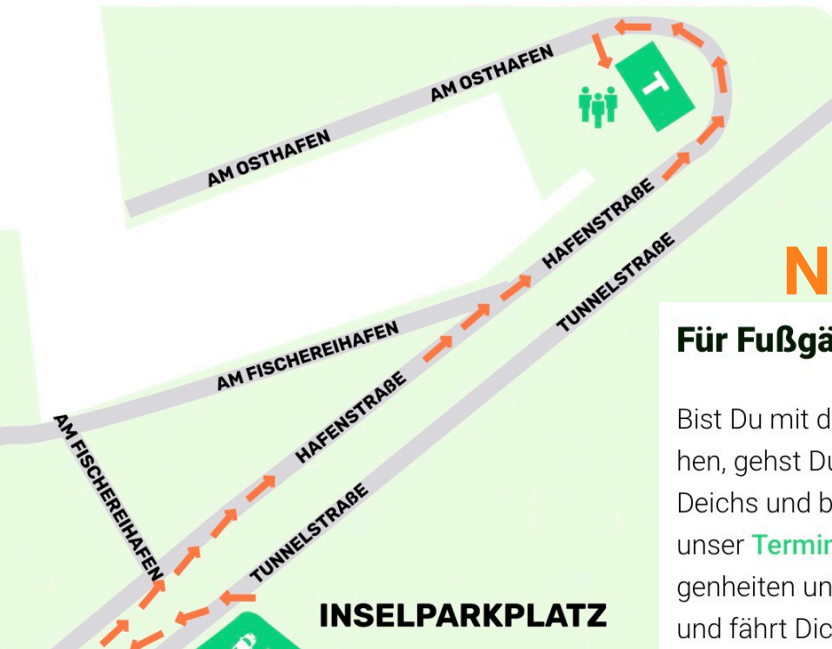 AM OSTHAFEN
AM OSTHAFEN
T
HAFENSTRAßE
TUNNELSTRAßE
AM FISCHEREIHAFEN
HAFENSTRAßE
AM FISCHEREIHAFEN
TUNNELSTRAßE
INSELPARKPLATZ
N
Für Fußgä
Bist Du mit d
hen, gehst Du
Deichs und b
unser Termin
genheiten un
und fährt Dic